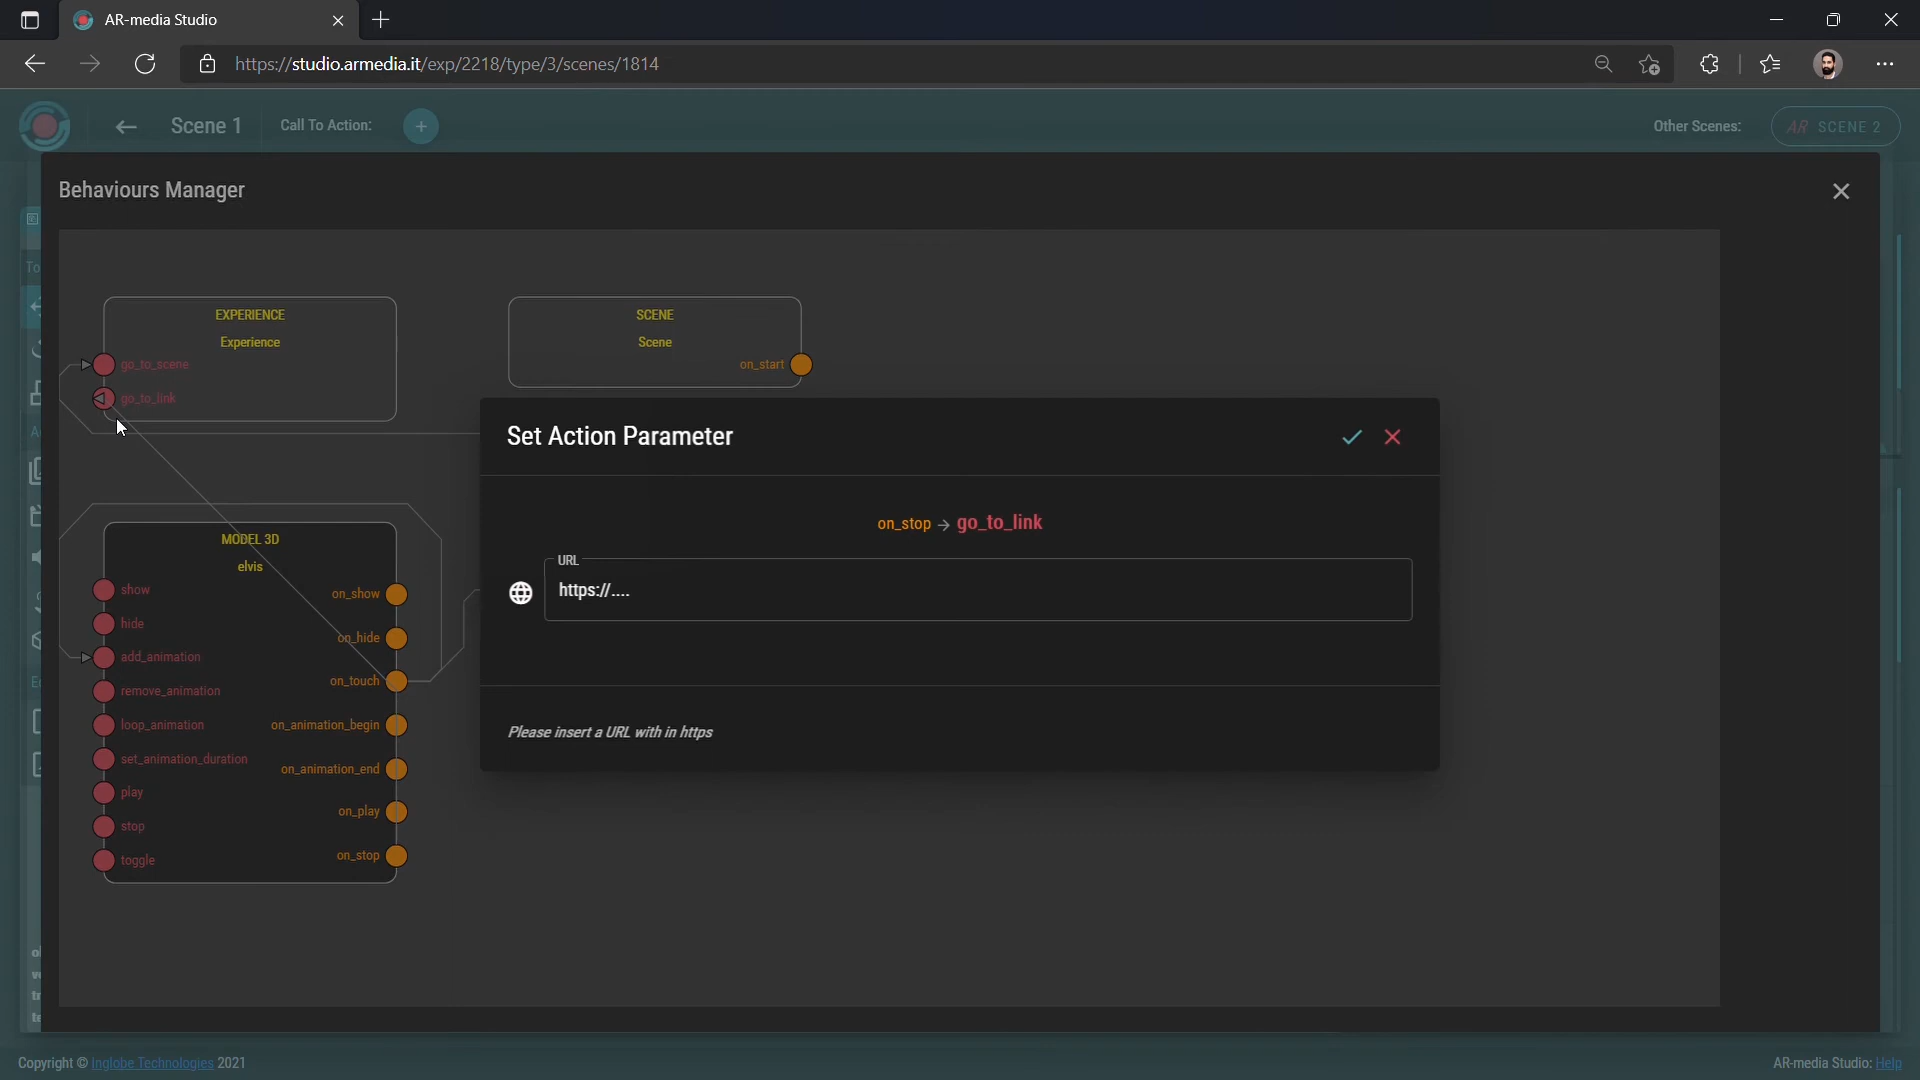 AR-media Studio
https://studio.armedia.it/exp/2218/type/3/scenes/1814
Scene 1
Call To Action:
+
Other Scenes:
AR SCENE 2
Behaviours Manager
EXPERIENCE
Experience
go_to_scene
go_to_link
SCENE
Scene
on_start
Set Action Parameter
on_stop → go_to_link
URL
https://....
Please insert a URL with in https
MODEL 3D
elvis
show
hide
add_animation
remove_animation
loop_animation
set_animation_duration
play
stop
toggle
on_show
on_hide
on_touch
on_animation_begin
on_animation_end
on_play
on_stop
Copyright © Inglobe Technologies 2021
AR-media Studio: Help